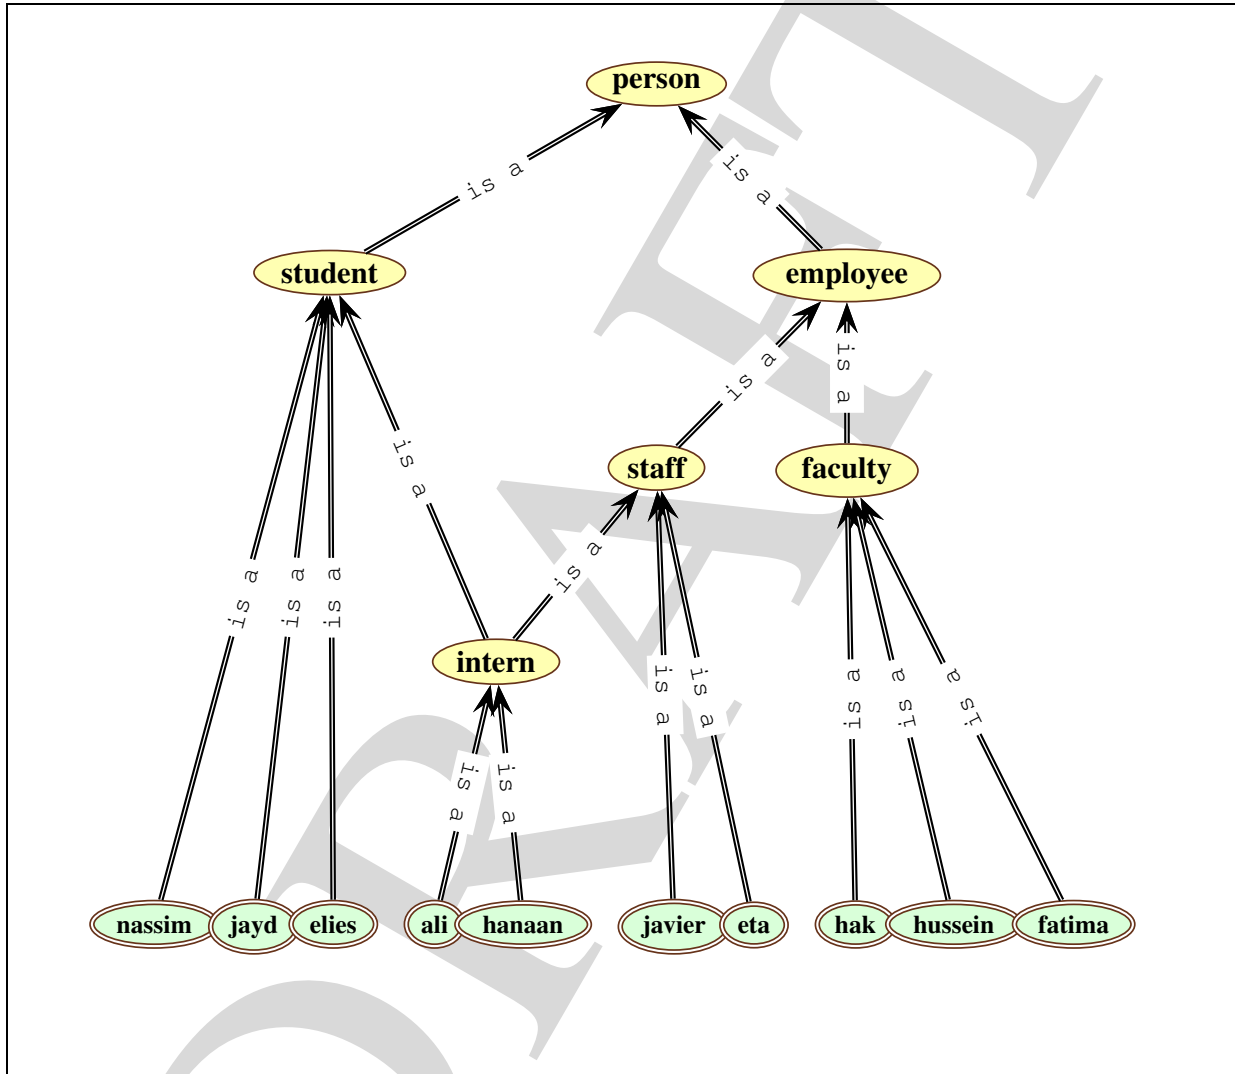 person
is a
is a
student
employee
is a
is a
is a
staff
faculty
is a
is a
is a
is a
intern
is a
is a
is a
is a
is a
is a
is a
nassim
jayd
elies
ali
hanaan
javier
eta
hak
hussein
fatima
DRAFT